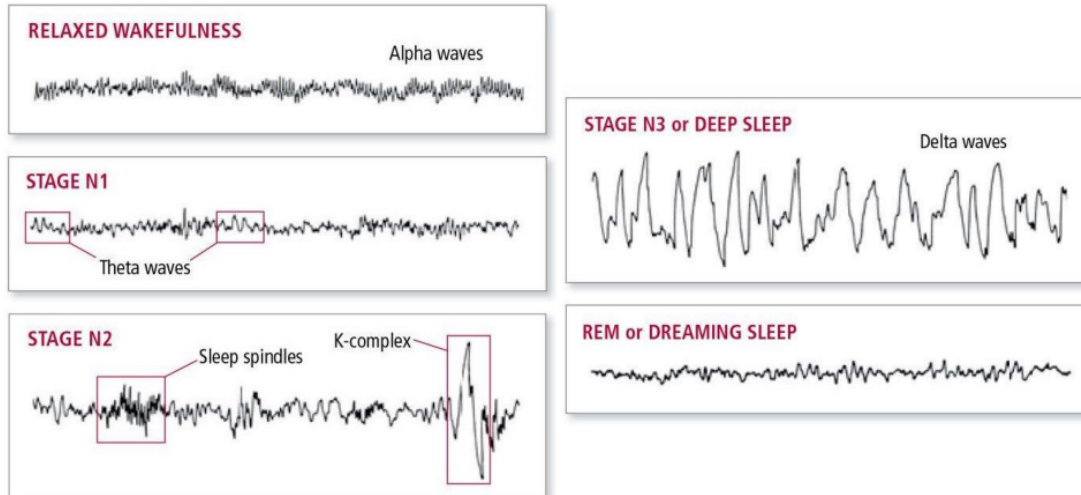 RELAXED WAKEFULNESS
Alpha waves
STAGE N1
Theta waves
STAGE N2
Sleep spindles
K-complex
STAGE N3 or DEEP SLEEP
Delta waves
REM or DREAMING SLEEP